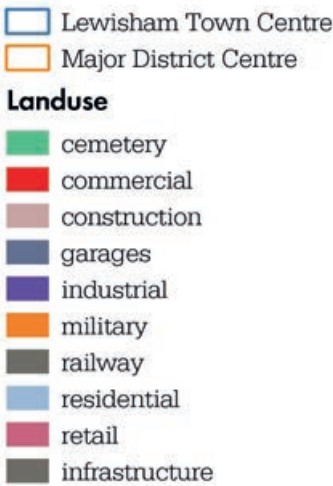 Lewisham Town Centre
Major District Centre
Landuse
cemetery
commercial
construction
garages
industrial
military
railway
residential
retail
infrastructure